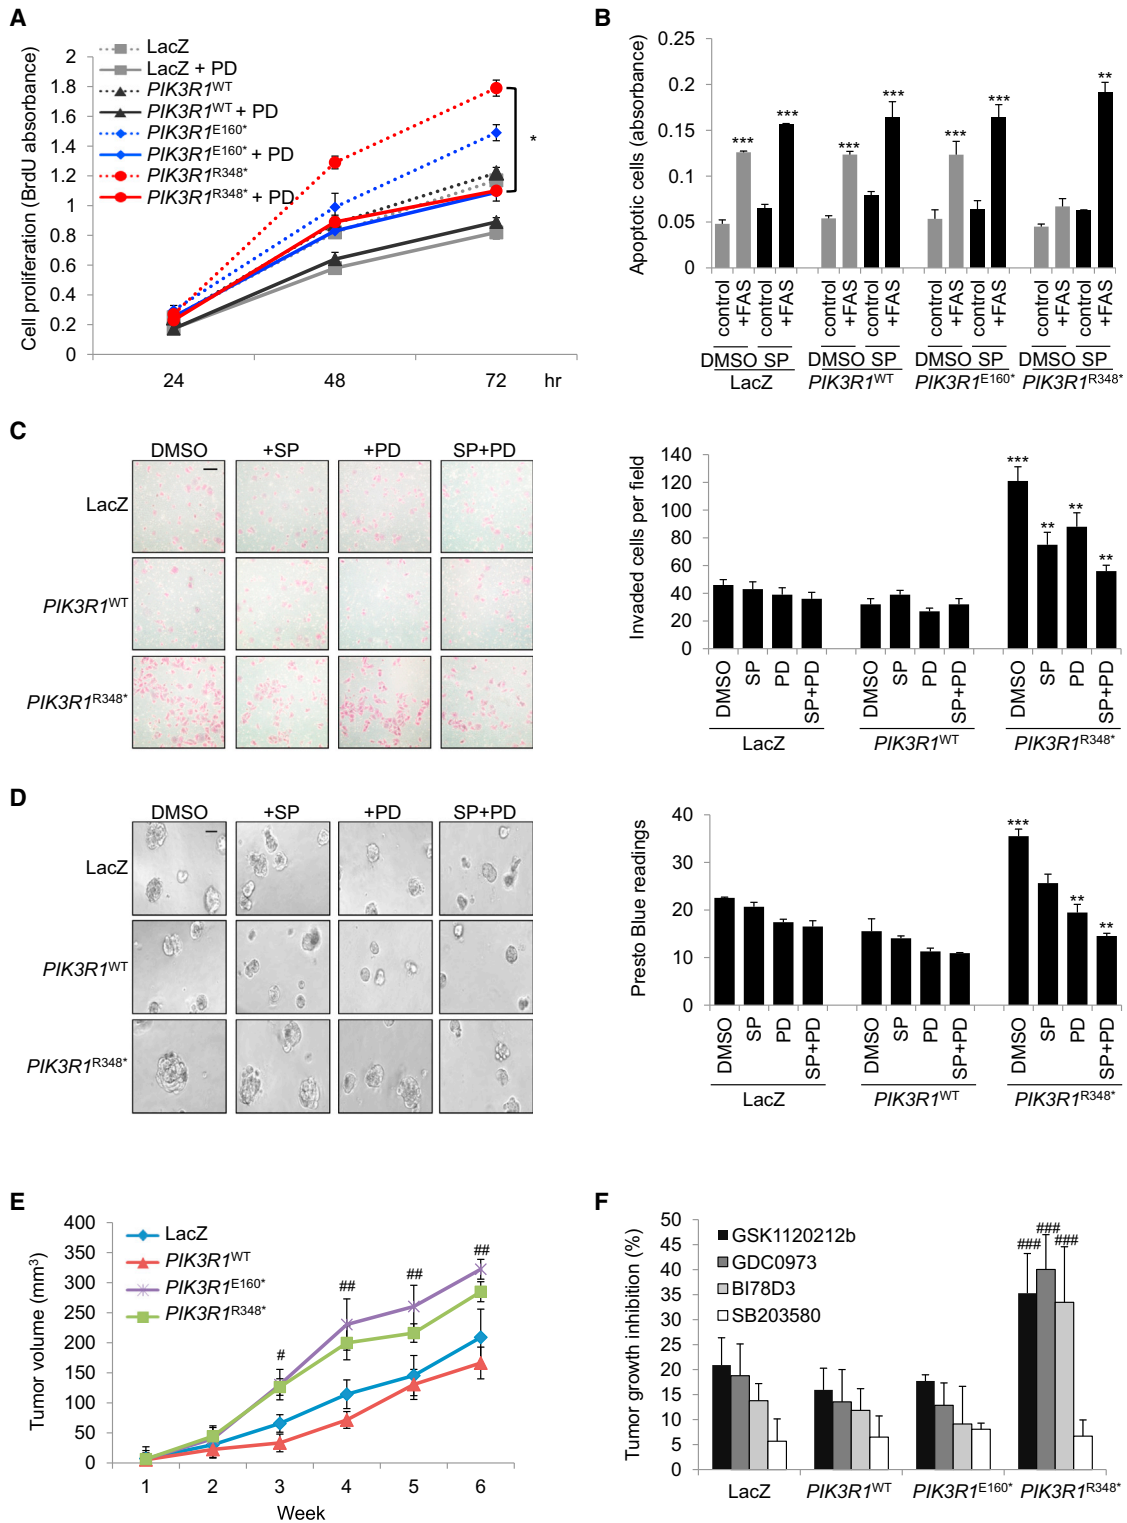 A
LacZ
LacZ + PD
PIK3R1WT
PIK3R1WT + PD
PIK3R1E160*
PIK3R1E160* + PD
PIK3R1R348*
PIK3R1R348* + PD
Cell proliferation (BrdU absorbance)
2
1.8
1.6
1.4
1.2
1
0.8
0.6
0.4
0.2
0
*
24 48 72 hr
B
Apoptotic cells (absorbance)
0.25
0.2
0.15
0.1
0.05
0
*** *** *** *** *** *** **
control +FAS control +FAS control +FAS control +FAS control +FAS control +FAS control +FAS control +FAS
DMSO SP DMSO SP DMSO SP DMSO SP
LacZ PIK3R1WT PIK3R1E160* PIK3R1R348*
C
DMSO +SP +PD SP+PD
LacZ
PIK3R1WT
PIK3R1R348*
Invaded cells per field
140
120
100
80
60
40
20
0
*** ** ** **
DMSO SP PD SP+PD DMSO SP PD SP+PD DMSO SP PD SP+PD
LacZ PIK3R1WT PIK3R1R348*
D
DMSO +SP +PD SP+PD
LacZ
PIK3R1WT
PIK3R1R348*
Presto Blue readings
40
30
20
10
0
*** ** **
DMSO SP PD SP+PD DMSO SP PD SP+PD DMSO SP PD SP+PD
LacZ PIK3R1WT PIK3R1R348*
E
LacZ
PIK3R1WT
PIK3R1E160*
PIK3R1R348*
Tumor volume (mm3)
400
350
300
250
200
150
100
50
0
# ## ## ##
1 2 3 4 5 6
Week
F
GSK1120212b
GDC0973
BI78D3
SB203580
Tumor growth inhibition (%)
50
45
40
35
30
25
20
15
10
5
0
### ### ###
LacZ PIK3R1WT PIK3R1E160* PIK3R1R348*